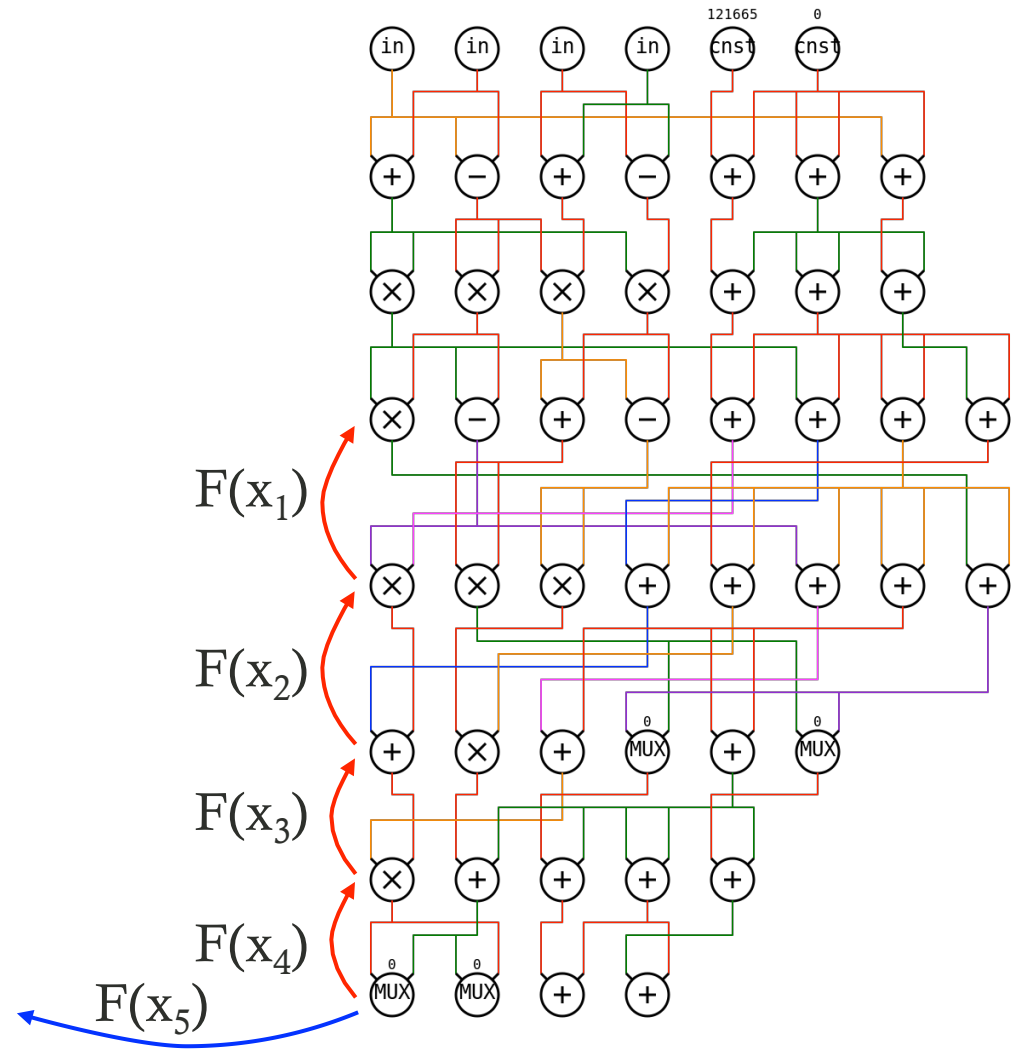 121665 0
in in in in cnst cnst
+ − + − + + +
× × × × + + +
× − + − + + + +
F(x₁)
× × × + + + + +
F(x₂)
0 0
+ × + MUX + MUX
F(x₃)
× + + + +
F(x₄)
0 0
MUX MUX + +
F(x₅)